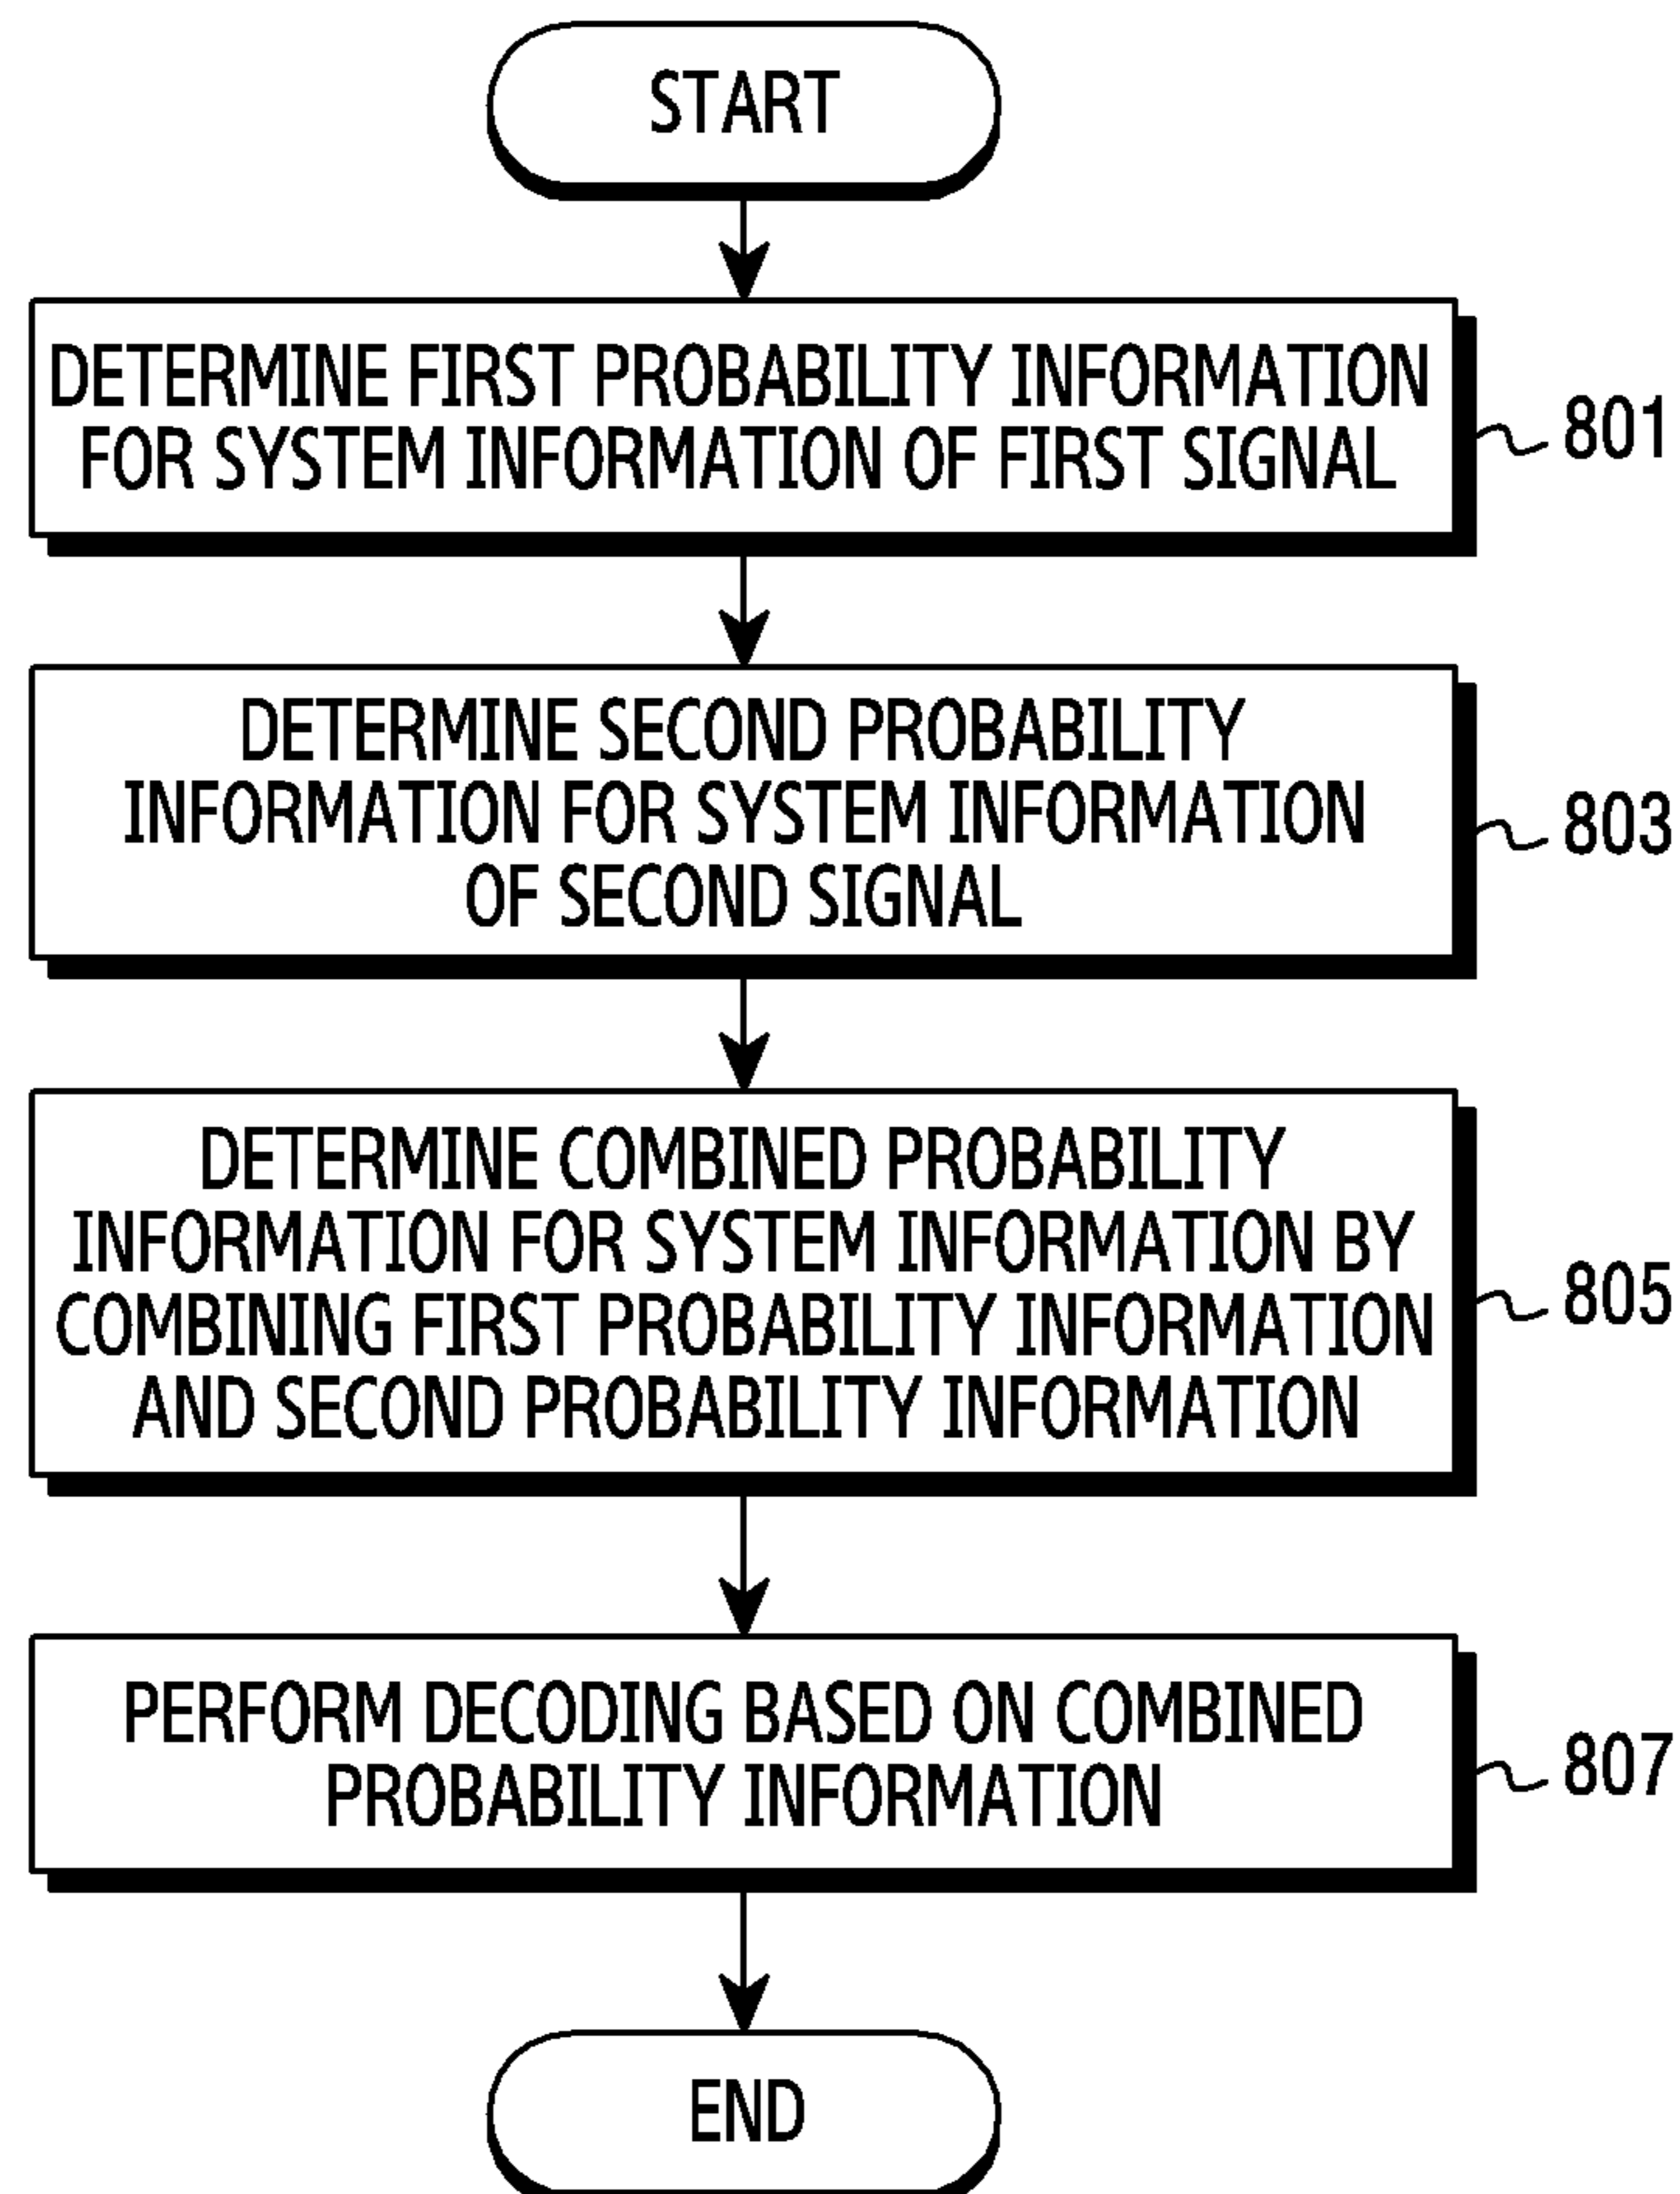 START
DETERMINE FIRST PROBABILITY INFORMATION
FOR SYSTEM INFORMATION OF FIRST SIGNAL
801
DETERMINE SECOND PROBABILITY
INFORMATION FOR SYSTEM INFORMATION
OF SECOND SIGNAL
803
DETERMINE COMBINED PROBABILITY
INFORMATION FOR SYSTEM INFORMATION BY
COMBINING FIRST PROBABILITY INFORMATION
AND SECOND PROBABILITY INFORMATION
805
PERFORM DECODING BASED ON COMBINED
PROBABILITY INFORMATION
807
END